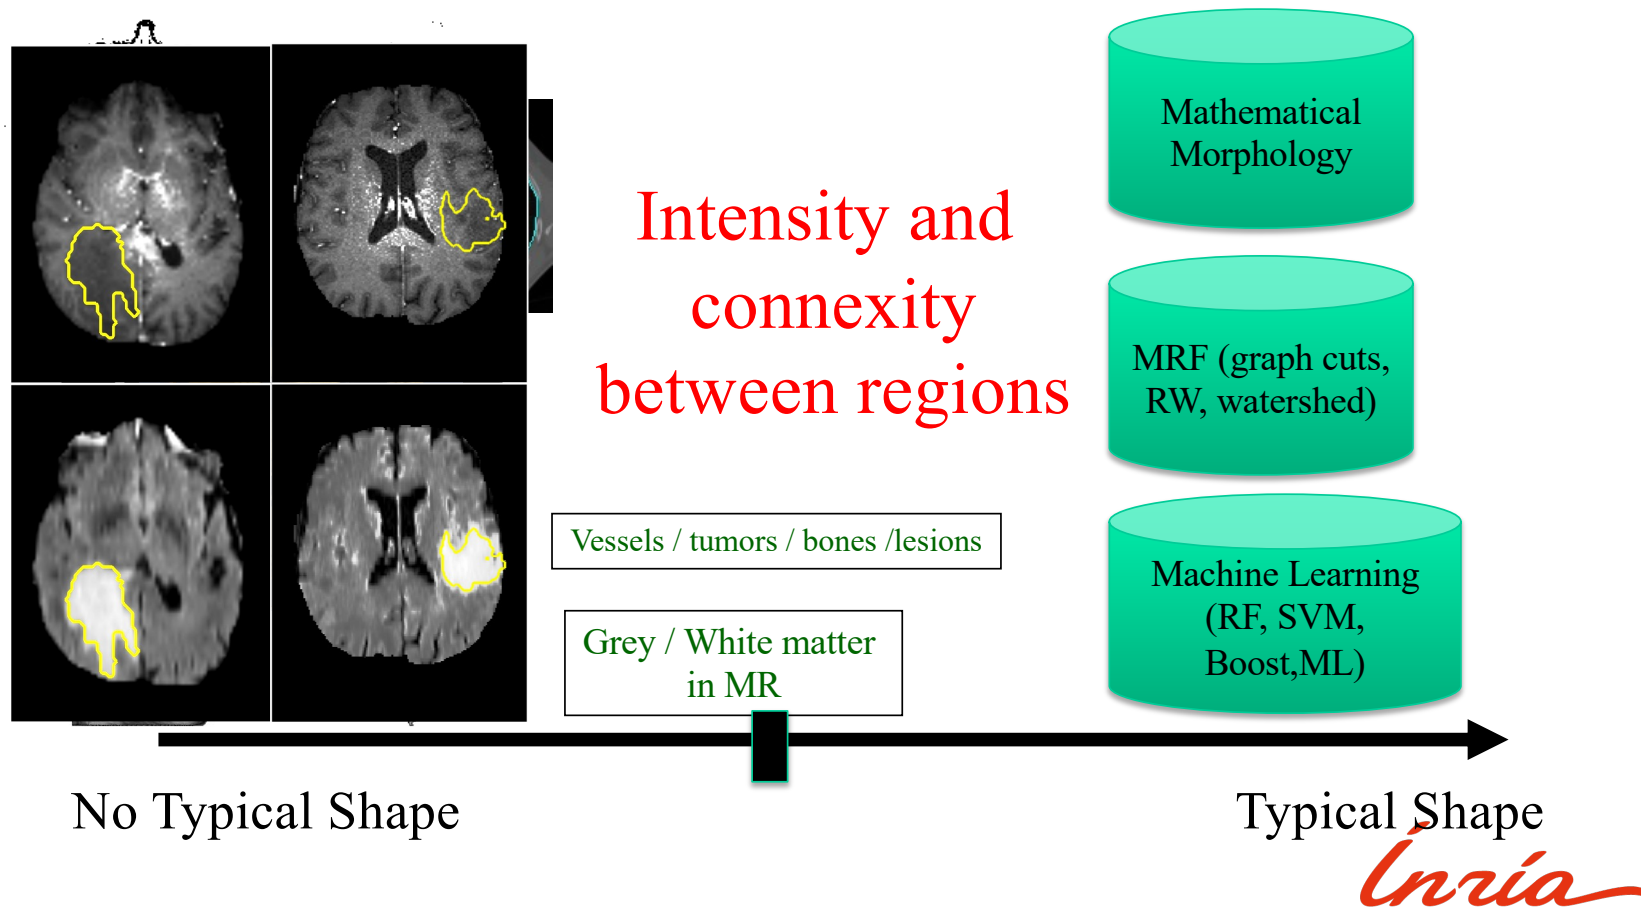 Intensity and
connexity
between regions
Mathematical
Morphology
MRF (graph cuts,
RW, watershed)
Machine Learning
(RF, SVM,
Boost,ML)
Vessels / tumors / bones /lesions
Grey / White matter
in MR
No Typical Shape
Typical Shape
Inría